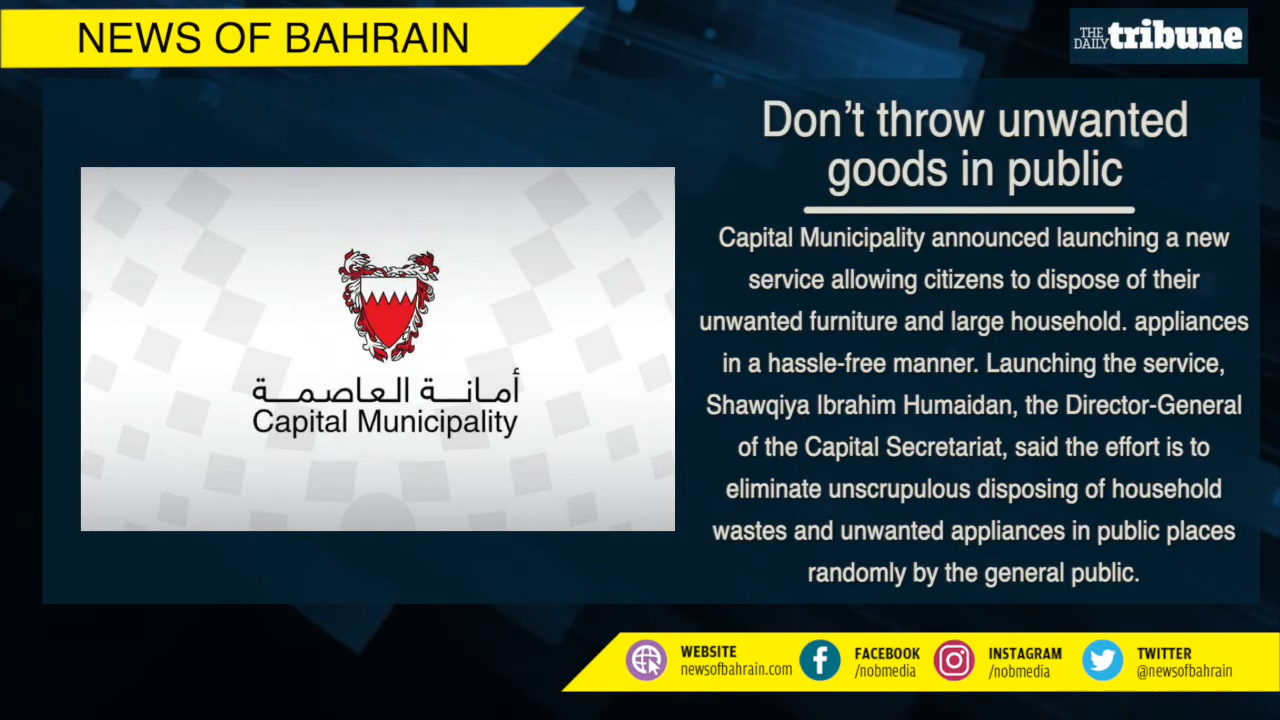 NEWS OF BAHRAIN
THE DAILY tribune
أمانة العاصمة
Capital Municipality
Don't throw unwanted
goods in public
Capital Municipality announced launching a new
service allowing citizens to dispose of their
unwanted furniture and large household. appliances
in a hassle-free manner. Launching the service,
Shawqiya Ibrahim Humaidan, the Director-General
of the Capital Secretariat, said the effort is to
eliminate unscrupulous disposing of household
wastes and unwanted appliances in public places
randomly by the general public.
WEBSITE
newsofbahrain.com
FACEBOOK
/nobmedia
INSTAGRAM
/nobmedia
TWITTER
@newsofbahrain